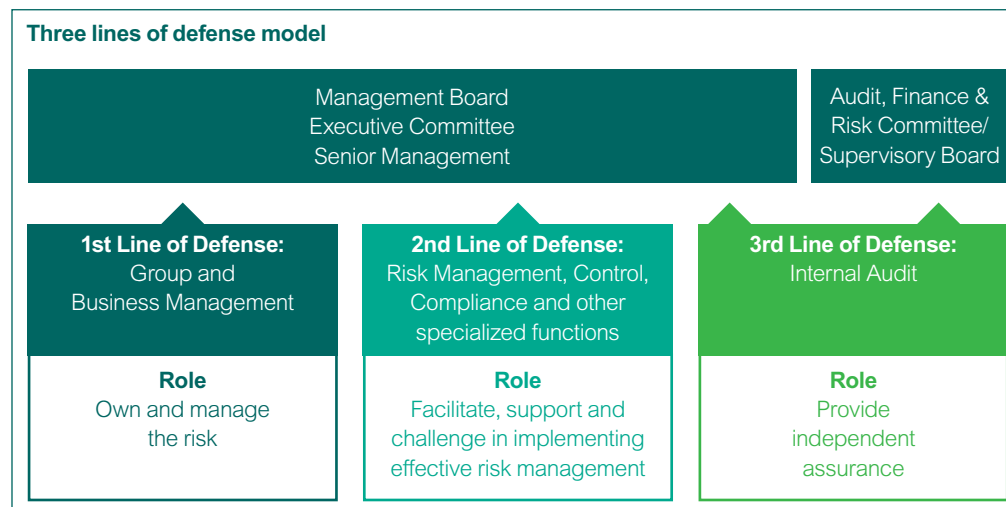 Three lines of defense model
Management Board
Executive Committee
Senior Management
Audit, Finance &
Risk Committee/
Supervisory Board
1st Line of Defense:
Group and
Business Management
2nd Line of Defense:
Risk Management, Control,
Compliance and other
specialized functions
3rd Line of Defense:
Internal Audit
Role
Own and manage
the risk
Role
Facilitate, support and
challenge in implementing
effective risk management
Role
Provide
independent
assurance